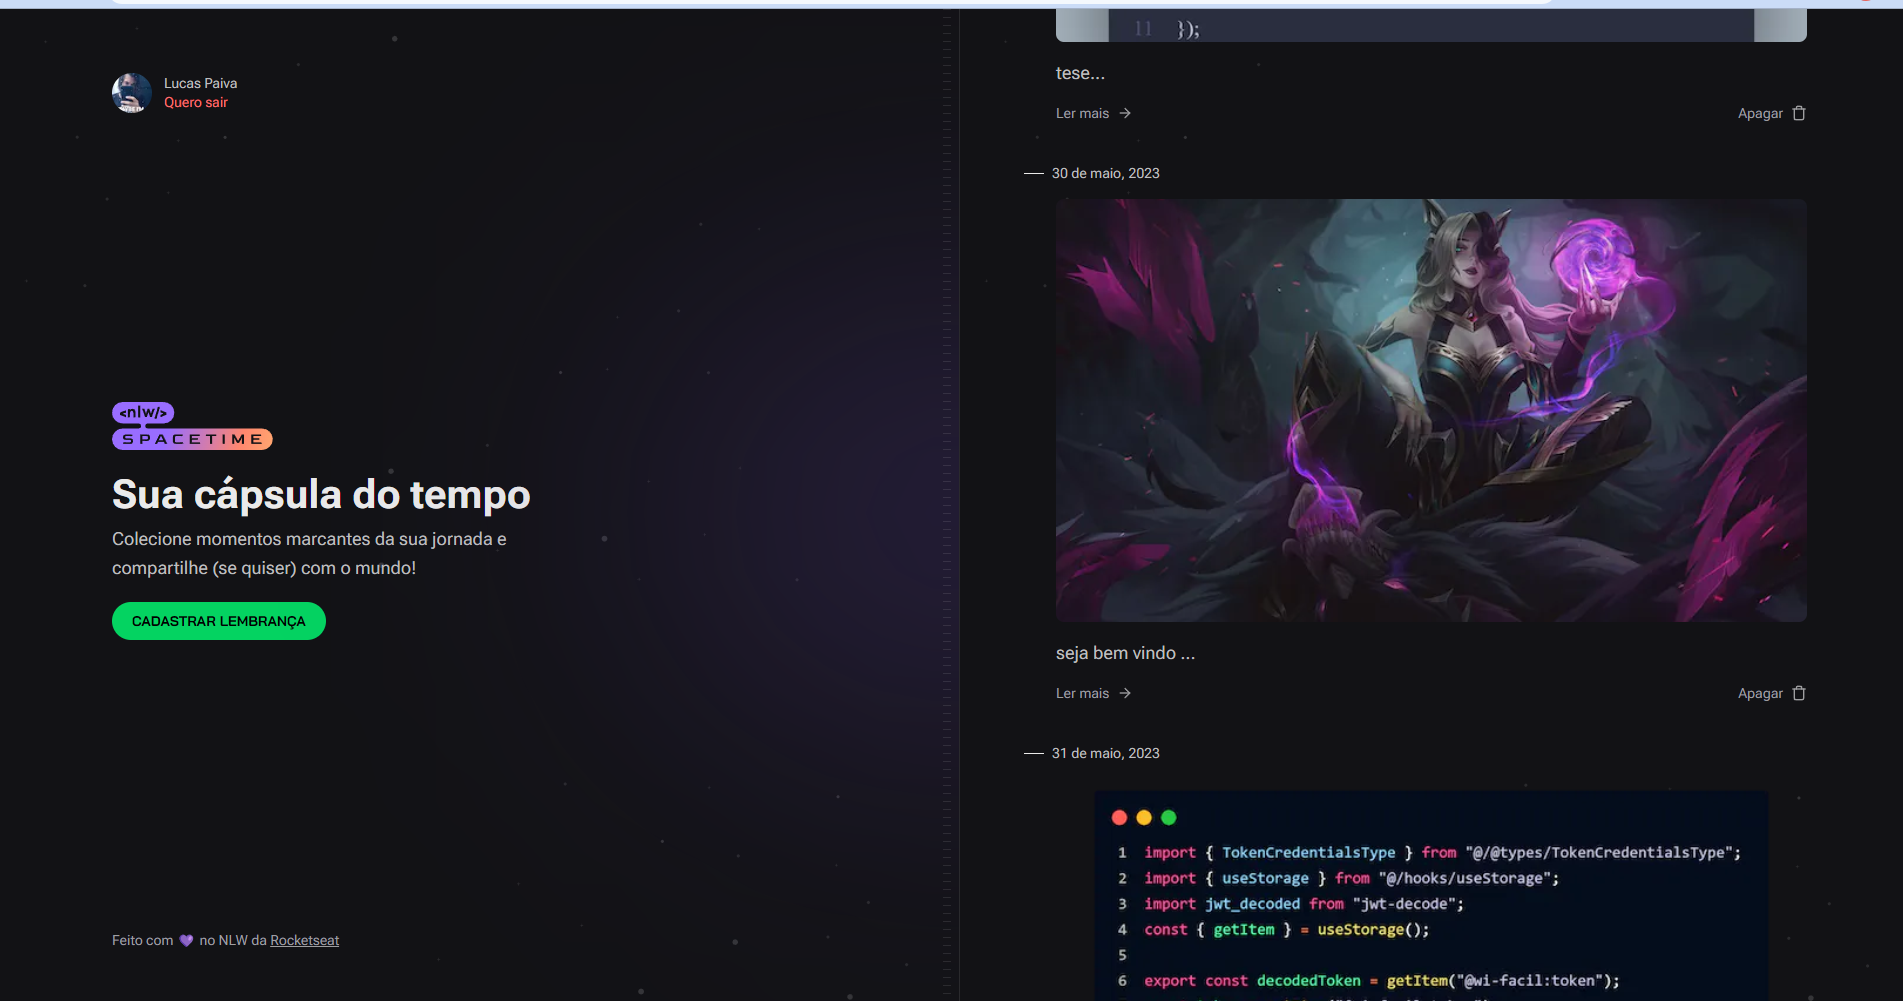 Lucas Paiva
Quero sair
<nlw/>
SPACETIME
Sua cápsula do tempo
Colecione momentos marcantes da sua jornada e
compartilhe (se quiser) com o mundo!
CADASTRAR LEMBRANÇA
Feito com 💜 no NLW da Rocketseat
11 });
tese...
Ler mais →
Apagar
30 de maio, 2023
seja bem vindo ...
Ler mais →
Apagar
31 de maio, 2023
1 import { TokenCredentialsType } from "@/@types/TokenCredentialsType";
2 import { useStorage } from "@/hooks/useStorage";
3 import jwt_decoded from "jwt-decode";
4 const { getItem } = useStorage();
5
6 export const decodedToken = getItem("@wi-facil:token");